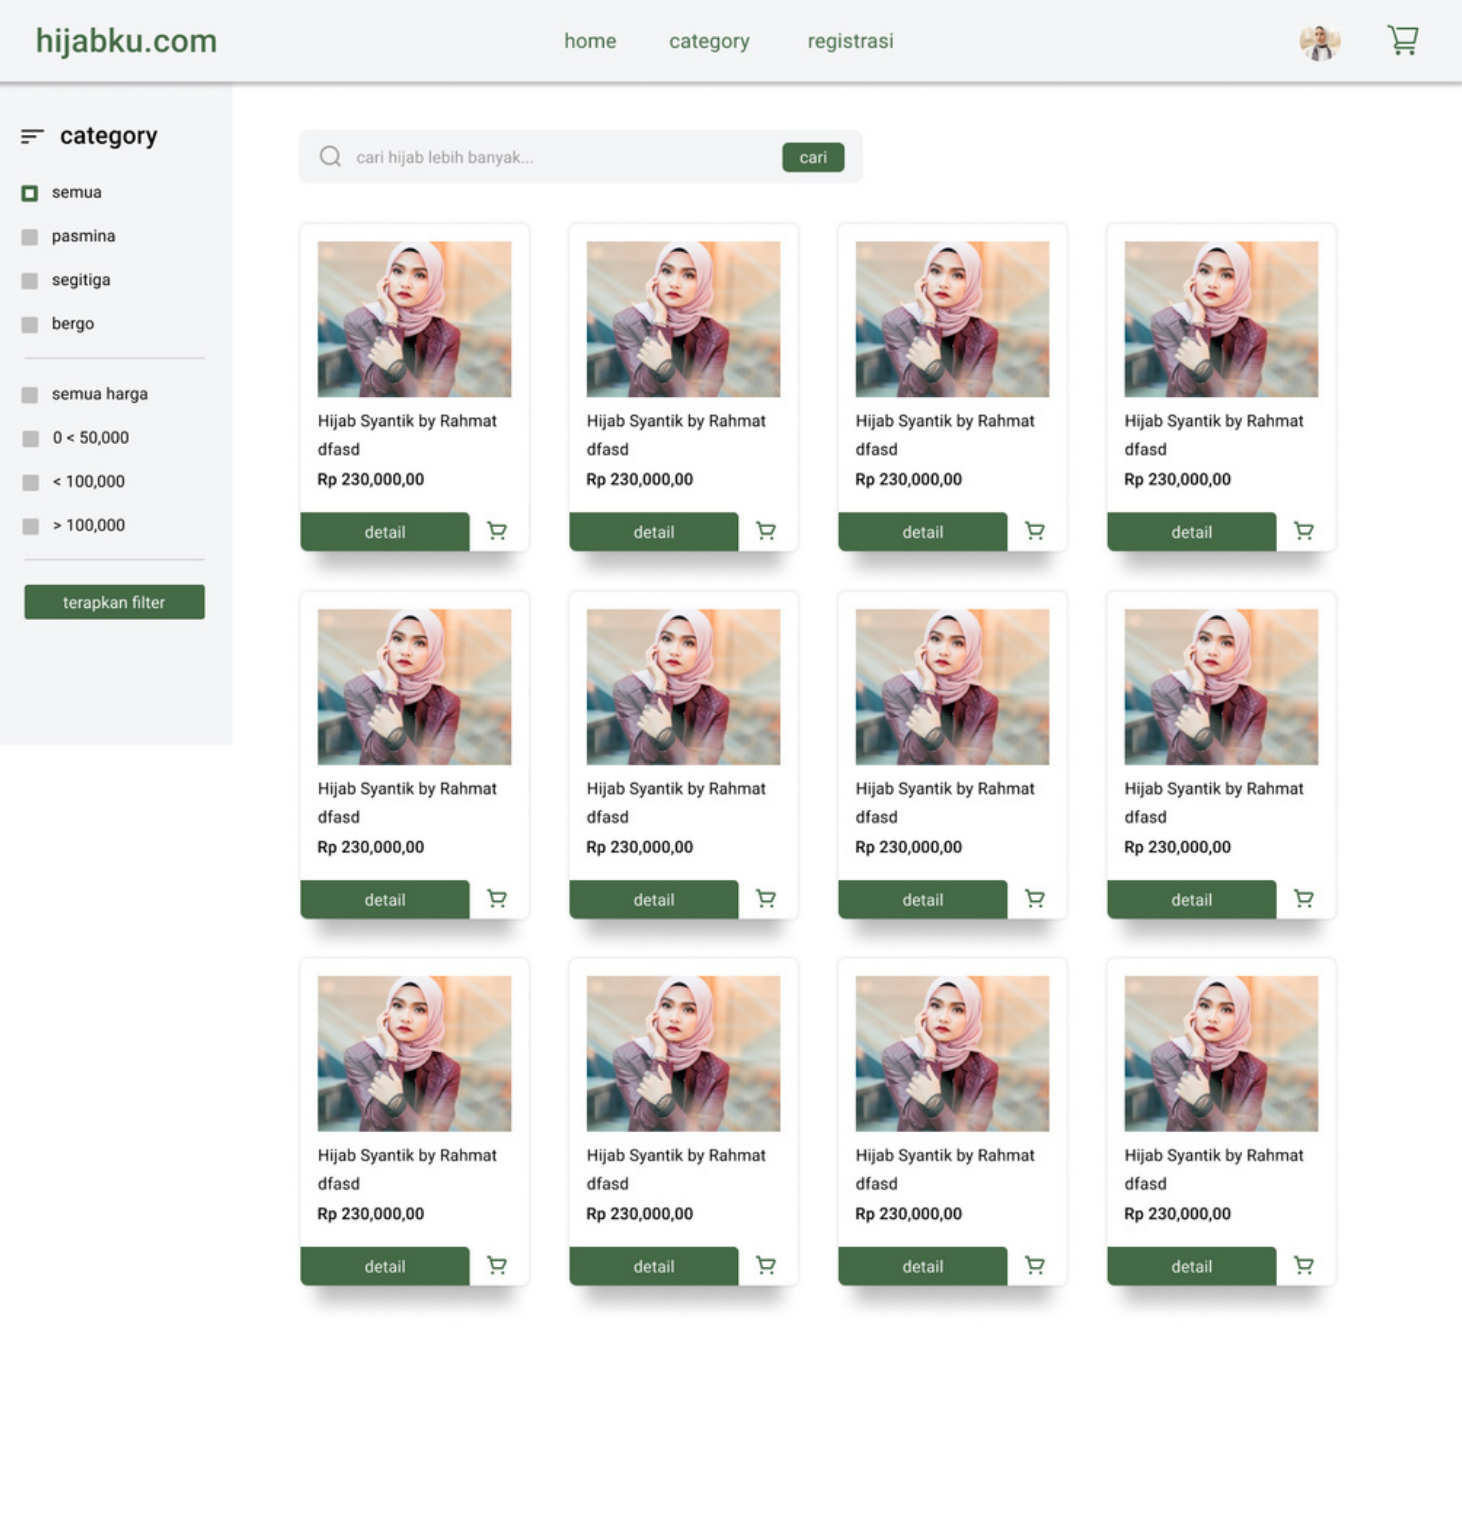 hijabku.com
home category registrasi
category
semua
pasmina
segitiga
bergo
semua harga
0 < 50,000
< 100,000
> 100,000
terapkan filter
cari hijab lebih banyak...
cari
Hijab Syantik by Rahmat
dfasd
Rp 230,000,00
detail
Hijab Syantik by Rahmat
dfasd
Rp 230,000,00
detail
Hijab Syantik by Rahmat
dfasd
Rp 230,000,00
detail
Hijab Syantik by Rahmat
dfasd
Rp 230,000,00
detail
Hijab Syantik by Rahmat
dfasd
Rp 230,000,00
detail
Hijab Syantik by Rahmat
dfasd
Rp 230,000,00
detail
Hijab Syantik by Rahmat
dfasd
Rp 230,000,00
detail
Hijab Syantik by Rahmat
dfasd
Rp 230,000,00
detail
Hijab Syantik by Rahmat
dfasd
Rp 230,000,00
detail
Hijab Syantik by Rahmat
dfasd
Rp 230,000,00
detail
Hijab Syantik by Rahmat
dfasd
Rp 230,000,00
detail
Hijab Syantik by Rahmat
dfasd
Rp 230,000,00
detail